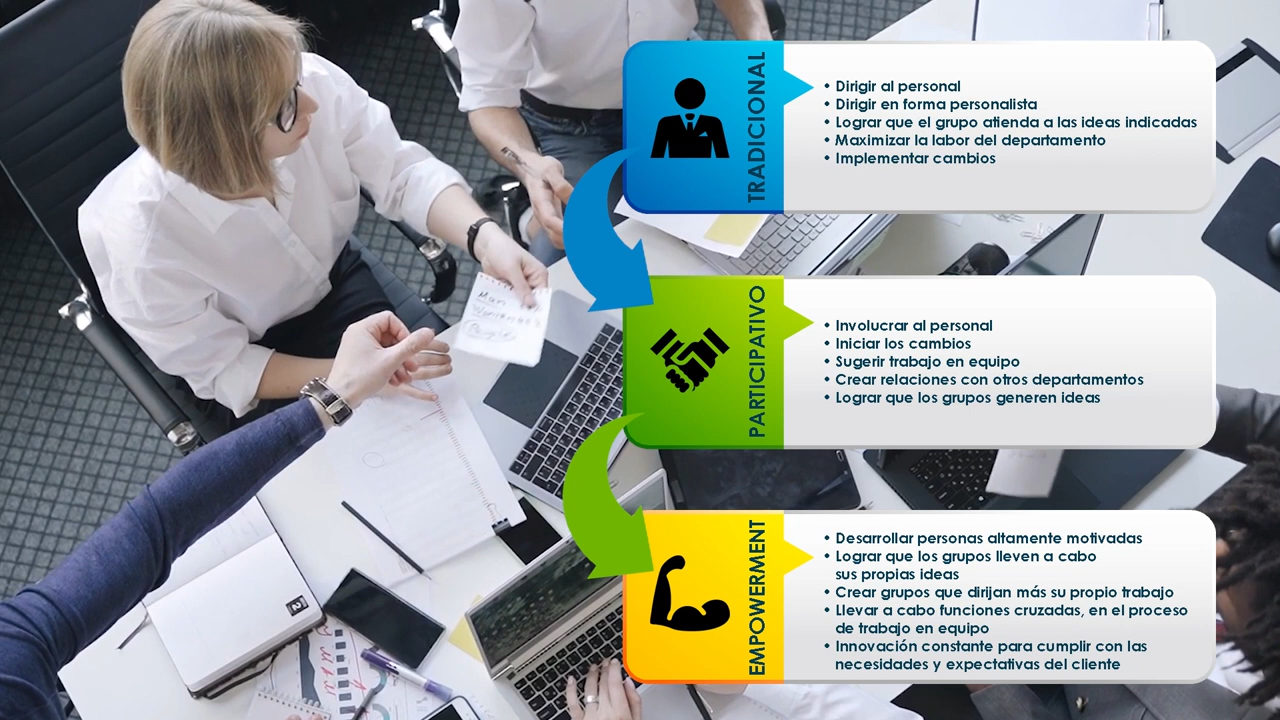 TRADICIONAL
• Dirigir al personal
• Dirigir en forma personalista
• Lograr que el grupo atienda a las ideas indicadas
• Maximizar la labor del departamento
• Implementar cambios
PARTICIPATIVO
• Involucrar al personal
• Iniciar los cambios
• Sugerir trabajo en equipo
• Crear relaciones con otros departamentos
• Lograr que los grupos generen ideas
EMPOWERMENT
• Desarrollar personas altamente motivadas
• Lograr que los grupos lleven a cabo
sus propias ideas
• Crear grupos que dirijan más su propio trabajo
• Llevar a cabo funciones cruzadas, en el proceso
de trabajo en equipo
• Innovación constante para cumplir con las
necesidades y expectativas del cliente